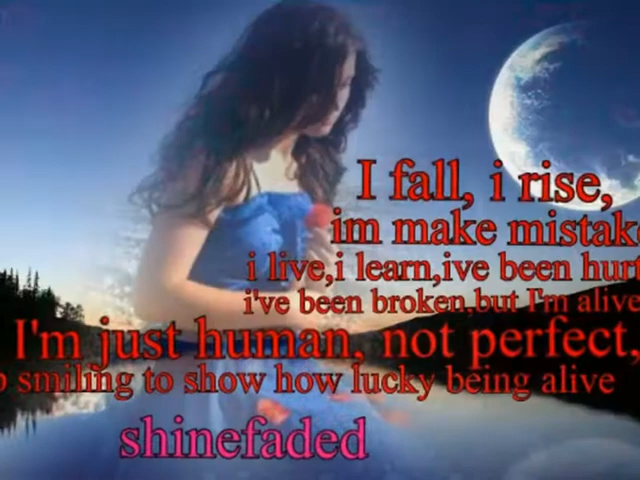 I fall, i rise,
im make mistake
i live,i learn,ive been hurt
i've been broken,but I'm alive
I'm just human, not perfect,
smiling to show how lucky being alive
shinefaded